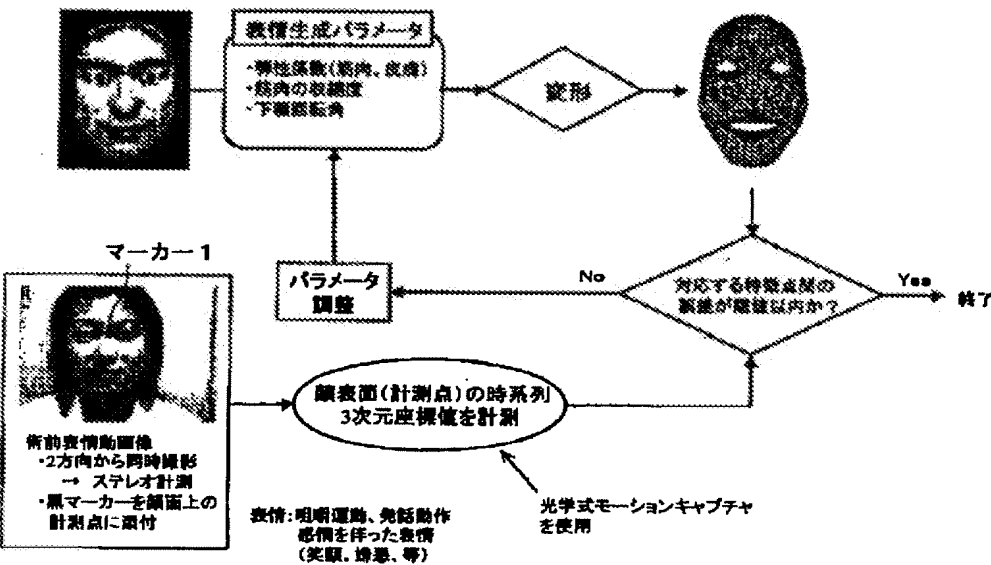 表情生成パラメータ
・弾性係数(筋肉、皮膚)
・筋肉の収縮度
・下顎回転角
変形
マーカー1
パラメータ
調整
No
対応する特徴点間の
誤差が閾値以内か?
Yes
終了
顔表面(計測点)の時系列
3次元座標値を計測
術前表情動画像
・2方向から同時撮影
→ ステレオ計測
・黒マーカーを顔面上の
計測点に添付
表情:咀嚼運動、発話動作
感情を伴った表情
(笑顔。嫌悪、等)
光学式モーションキャプチャ
を使用